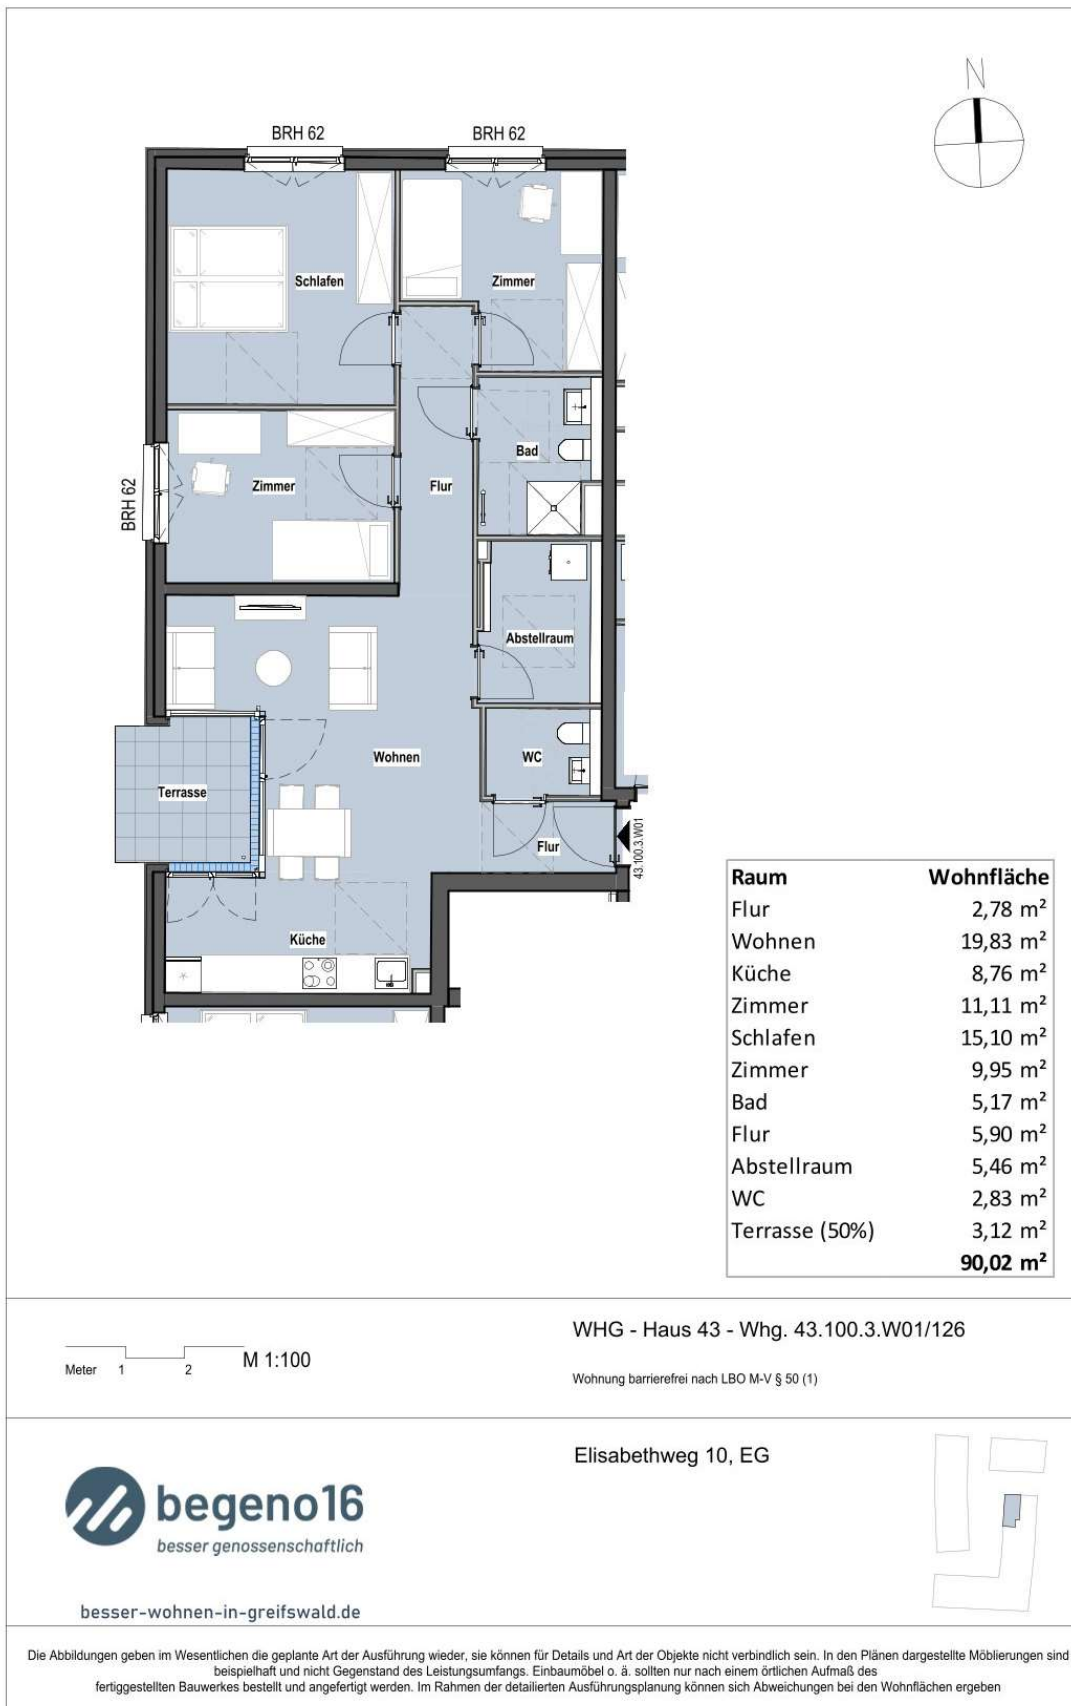 N
BRH 62
BRH 62
Schlafen
Zimmer
Bad
BRH 62
Zimmer
Flur
Abstellraum
Wohnen
WC
Terrasse
Flur
43.100.3.W01
Küche
Raum Wohnfläche
Flur 2,78 m²
Wohnen 19,83 m²
Küche 8,76 m²
Zimmer 11,11 m²
Schlafen 15,10 m²
Zimmer 9,95 m²
Bad 5,17 m²
Flur 5,90 m²
Abstellraum 5,46 m²
WC 2,83 m²
Terrasse (50%) 3,12 m²
90,02 m²
Meter 1 2 M 1:100
WHG - Haus 43 - Whg. 43.100.3.W01/126
Wohnung barrierefrei nach LBO M-V § 50 (1)
Elisabethweg 10, EG
begeno16
besser genossenschaftlich
besser-wohnen-in-greifswald.de
Die Abbildungen geben im Wesentlichen die geplante Art der Ausführung wieder, sie können für Details und Art der Objekte nicht verbindlich sein. In den Plänen dargestellte Möblierungen sind
beispielhaft und nicht Gegenstand des Leistungsumfangs. Einbaumöbel o. ä. sollten nur nach einem örtlichen Aufmaß des
fertiggestellten Bauwerkes bestellt und angefertigt werden. Im Rahmen der detailierten Ausführungsplanung können sich Abweichungen bei den Wohnflächen ergeben